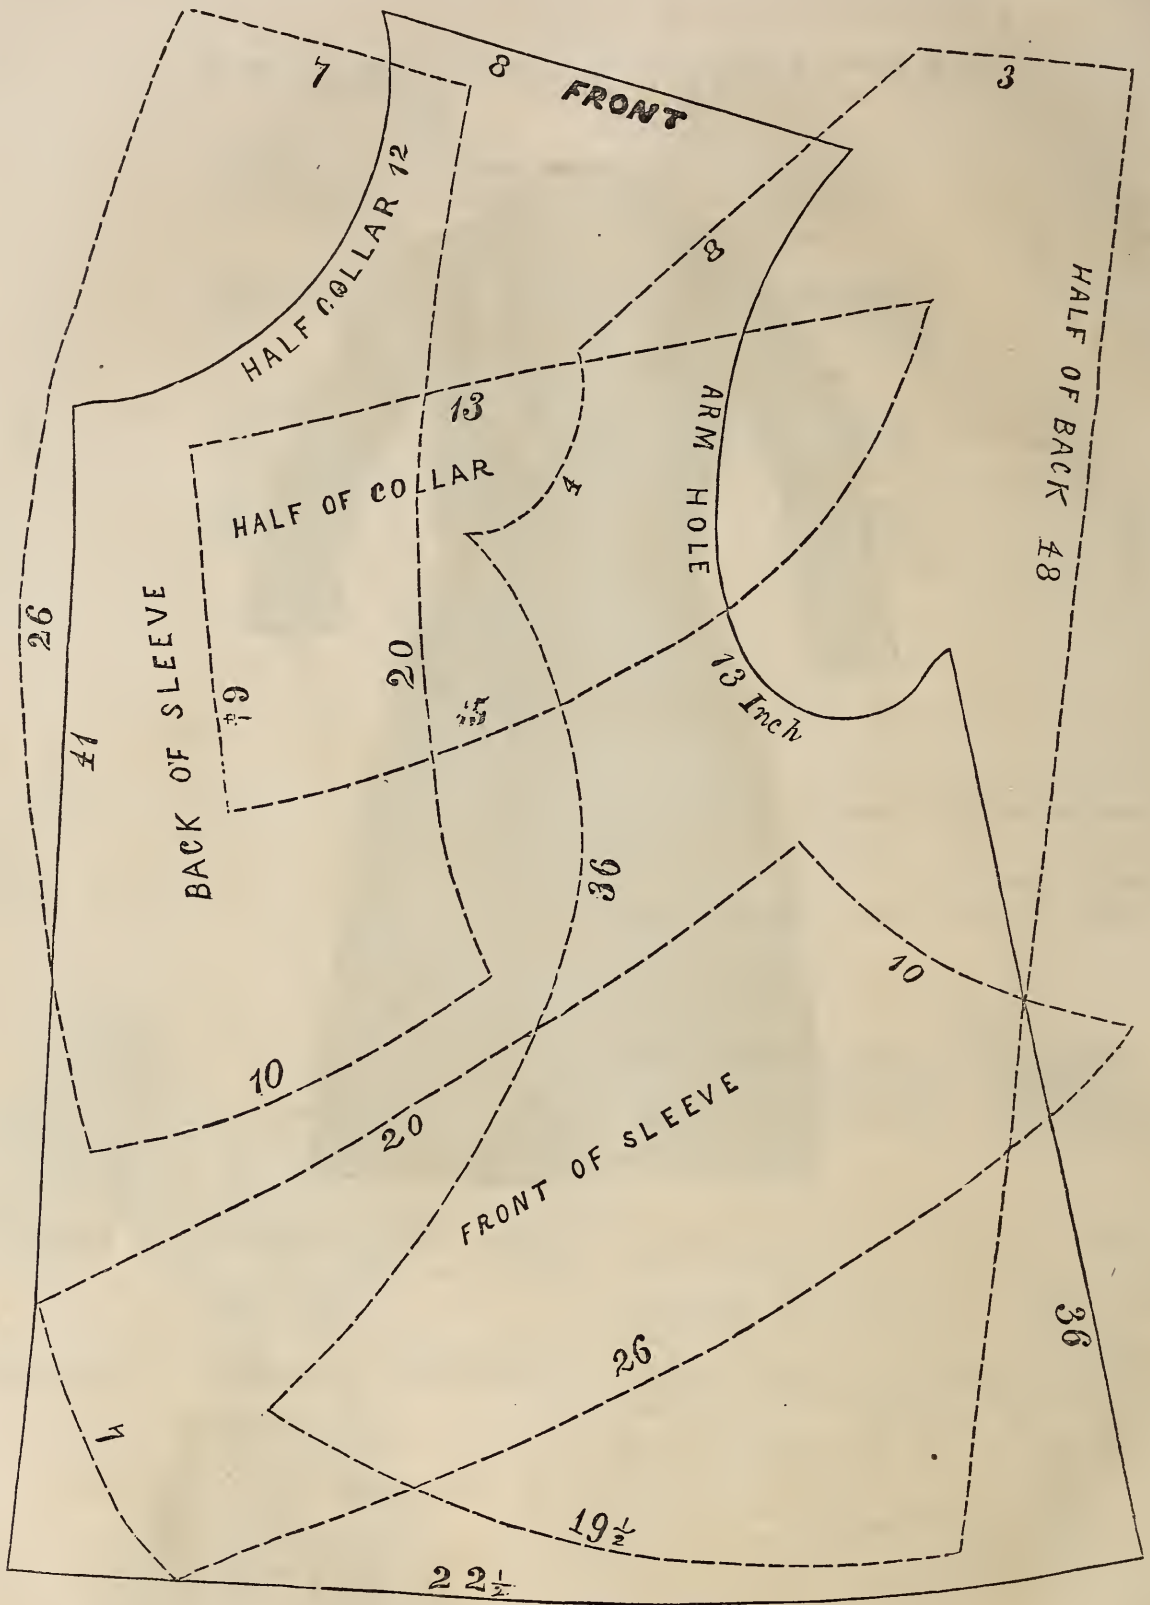 7
8
FRONT
3
HALF COLLAR 12
8
HALF OF BACK 48
13
HALF OF COLLAR
4
ARM HOLE
13 Inch
26
41
BACK OF SLEEVE
20
36
10
10
20
FRONT OF SLEEVE
36
26
4
19½
22½